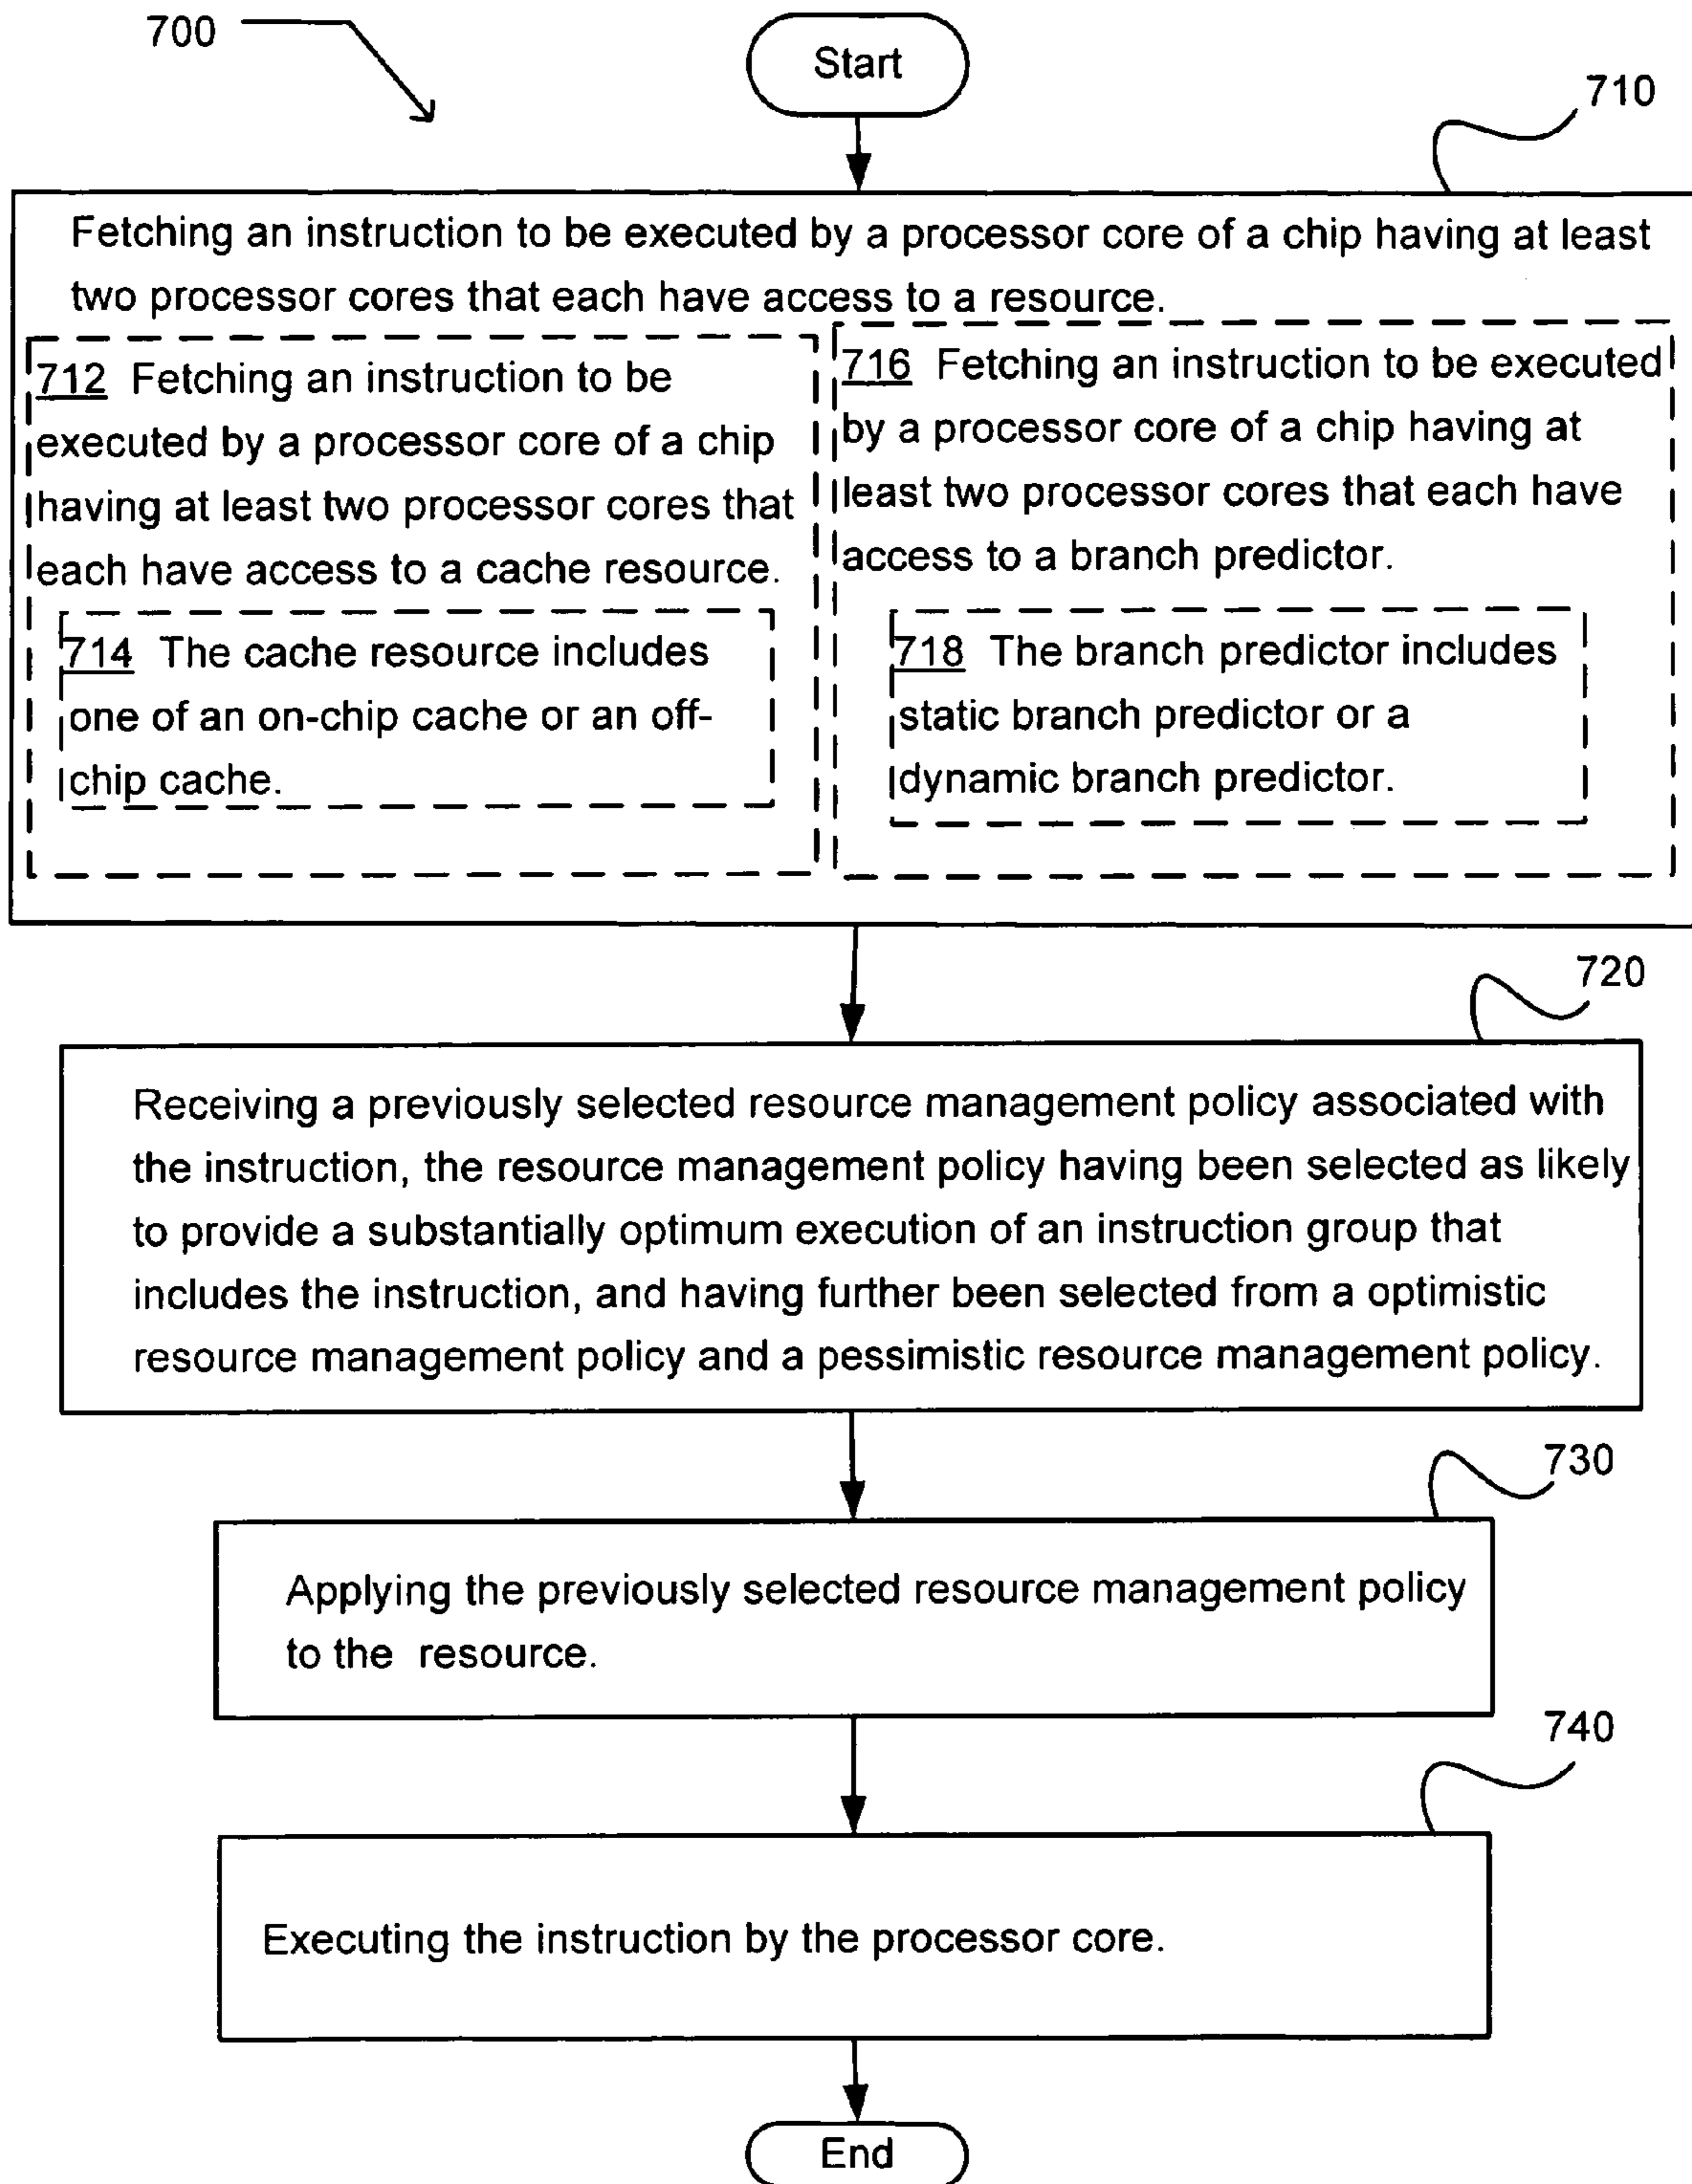 700
Start
710
Fetching an instruction to be executed by a processor core of a chip having at least
two processor cores that each have access to a resource.
712 Fetching an instruction to be
executed by a processor core of a chip
having at least two processor cores that
each have access to a cache resource.
714 The cache resource includes
one of an on-chip cache or an off-
chip cache.
716 Fetching an instruction to be executed
by a processor core of a chip having at
least two processor cores that each have
access to a branch predictor.
718 The branch predictor includes
static branch predictor or a
dynamic branch predictor.
720
Receiving a previously selected resource management policy associated with
the instruction, the resource management policy having been selected as likely
to provide a substantially optimum execution of an instruction group that
includes the instruction, and having further been selected from a optimistic
resource management policy and a pessimistic resource management policy.
730
Applying the previously selected resource management policy
to the resource.
740
Executing the instruction by the processor core.
End